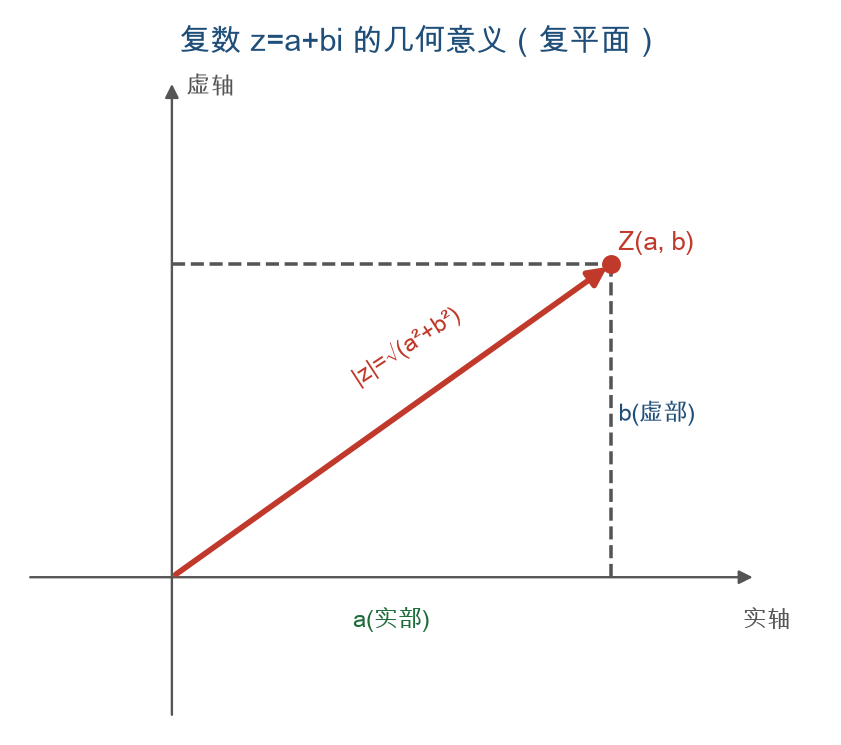 复数 z=a+bi 的几何意义（复平面）
虚轴
Z(a, b)
|z|=√(a²+b²)
b(虚部)
a(实部)
实轴